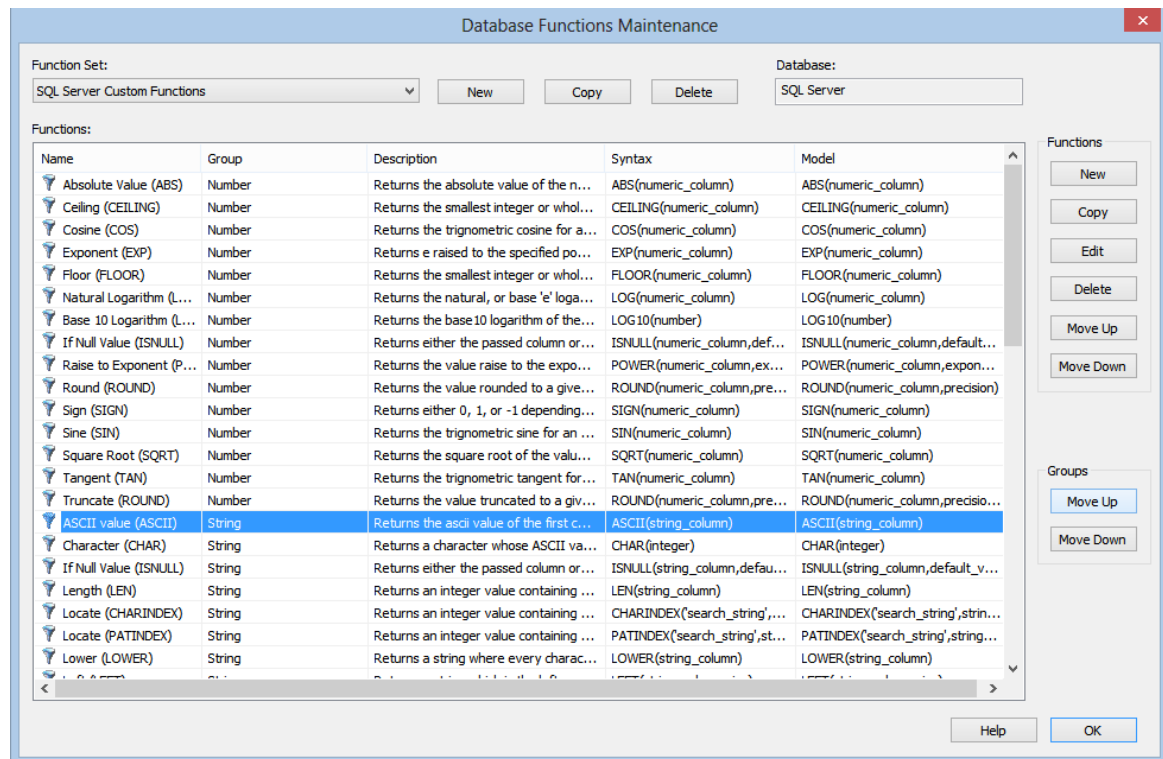 Database Functions Maintenance
Function Set: Database:
SQL Server Custom Functions New Copy Delete SQL Server
Functions:
Functions
Name Group Description Syntax Model
New
Absolute Value (ABS) Number Returns the absolute value of the n... ABS(numeric_column) ABS(numeric_column)
Ceiling (CEILING) Number Returns the smallest integer or whol... CEILING(numeric_column) CEILING(numeric_column)
Copy
Cosine (COS) Number Returns the trignometric cosine for a... COS(numeric_column) COS(numeric_column)
Exponent (EXP) Number Returns e raised to the specified po... EXP(numeric_column) EXP(numeric_column)
Edit
Floor (FLOOR) Number Returns the smallest integer or whol... FLOOR(numeric_column) FLOOR(numeric_column)
Natural Logarithm (L... Number Returns the natural, or base 'e' loga... LOG(numeric_column) LOG(numeric_column)
Delete
Base 10 Logarithm (L... Number Returns the base10 logarithm of the... LOG10(number) LOG10(number)
If Null Value (ISNULL) Number Returns either the passed column or... ISNULL(numeric_column,def... ISNULL(numeric_column,default...
Move Up
Raise to Exponent (P... Number Returns the value raise to the expo... POWER(numeric_column,ex... POWER(numeric_column,expon...
Move Down
Round (ROUND) Number Returns the value rounded to a give... ROUND(numeric_column,pre... ROUND(numeric_column,precision)
Sign (SIGN) Number Returns either 0, 1, or -1 depending... SIGN(numeric_column) SIGN(numeric_column)
Sine (SIN) Number Returns the trignometric sine for an ... SIN(numeric_column) SIN(numeric_column)
Square Root (SQRT) Number Returns the square root of the valu... SQRT(numeric_column) SQRT(numeric_column)
Groups
Tangent (TAN) Number Returns the trignometric tangent for... TAN(numeric_column) TAN(numeric_column)
Truncate (ROUND) Number Returns the value truncated to a giv... ROUND(numeric_column,pre... ROUND(numeric_column,precisio...
Move Up
ASCII value (ASCII) String Returns the ascii value of the first c... ASCII(string_column) ASCII(string_column)
Character (CHAR) String Returns a character whose ASCII va... CHAR(integer) CHAR(integer)
Move Down
If Null Value (ISNULL) String Returns either the passed column or... ISNULL(string_column,defau... ISNULL(string_column,default_v...
Length (LEN) String Returns an integer value containing ... LEN(string_column) LEN(string_column)
Locate (CHARINDEX) String Returns an integer value containing ... CHARINDEX('search_string',... CHARINDEX('search_string',strin...
Locate (PATINDEX) String Returns an integer value containing ... PATINDEX('search_string',st... PATINDEX('search_string',string...
Lower (LOWER) String Returns a string where every charac... LOWER(string_column) LOWER(string_column)
Help OK